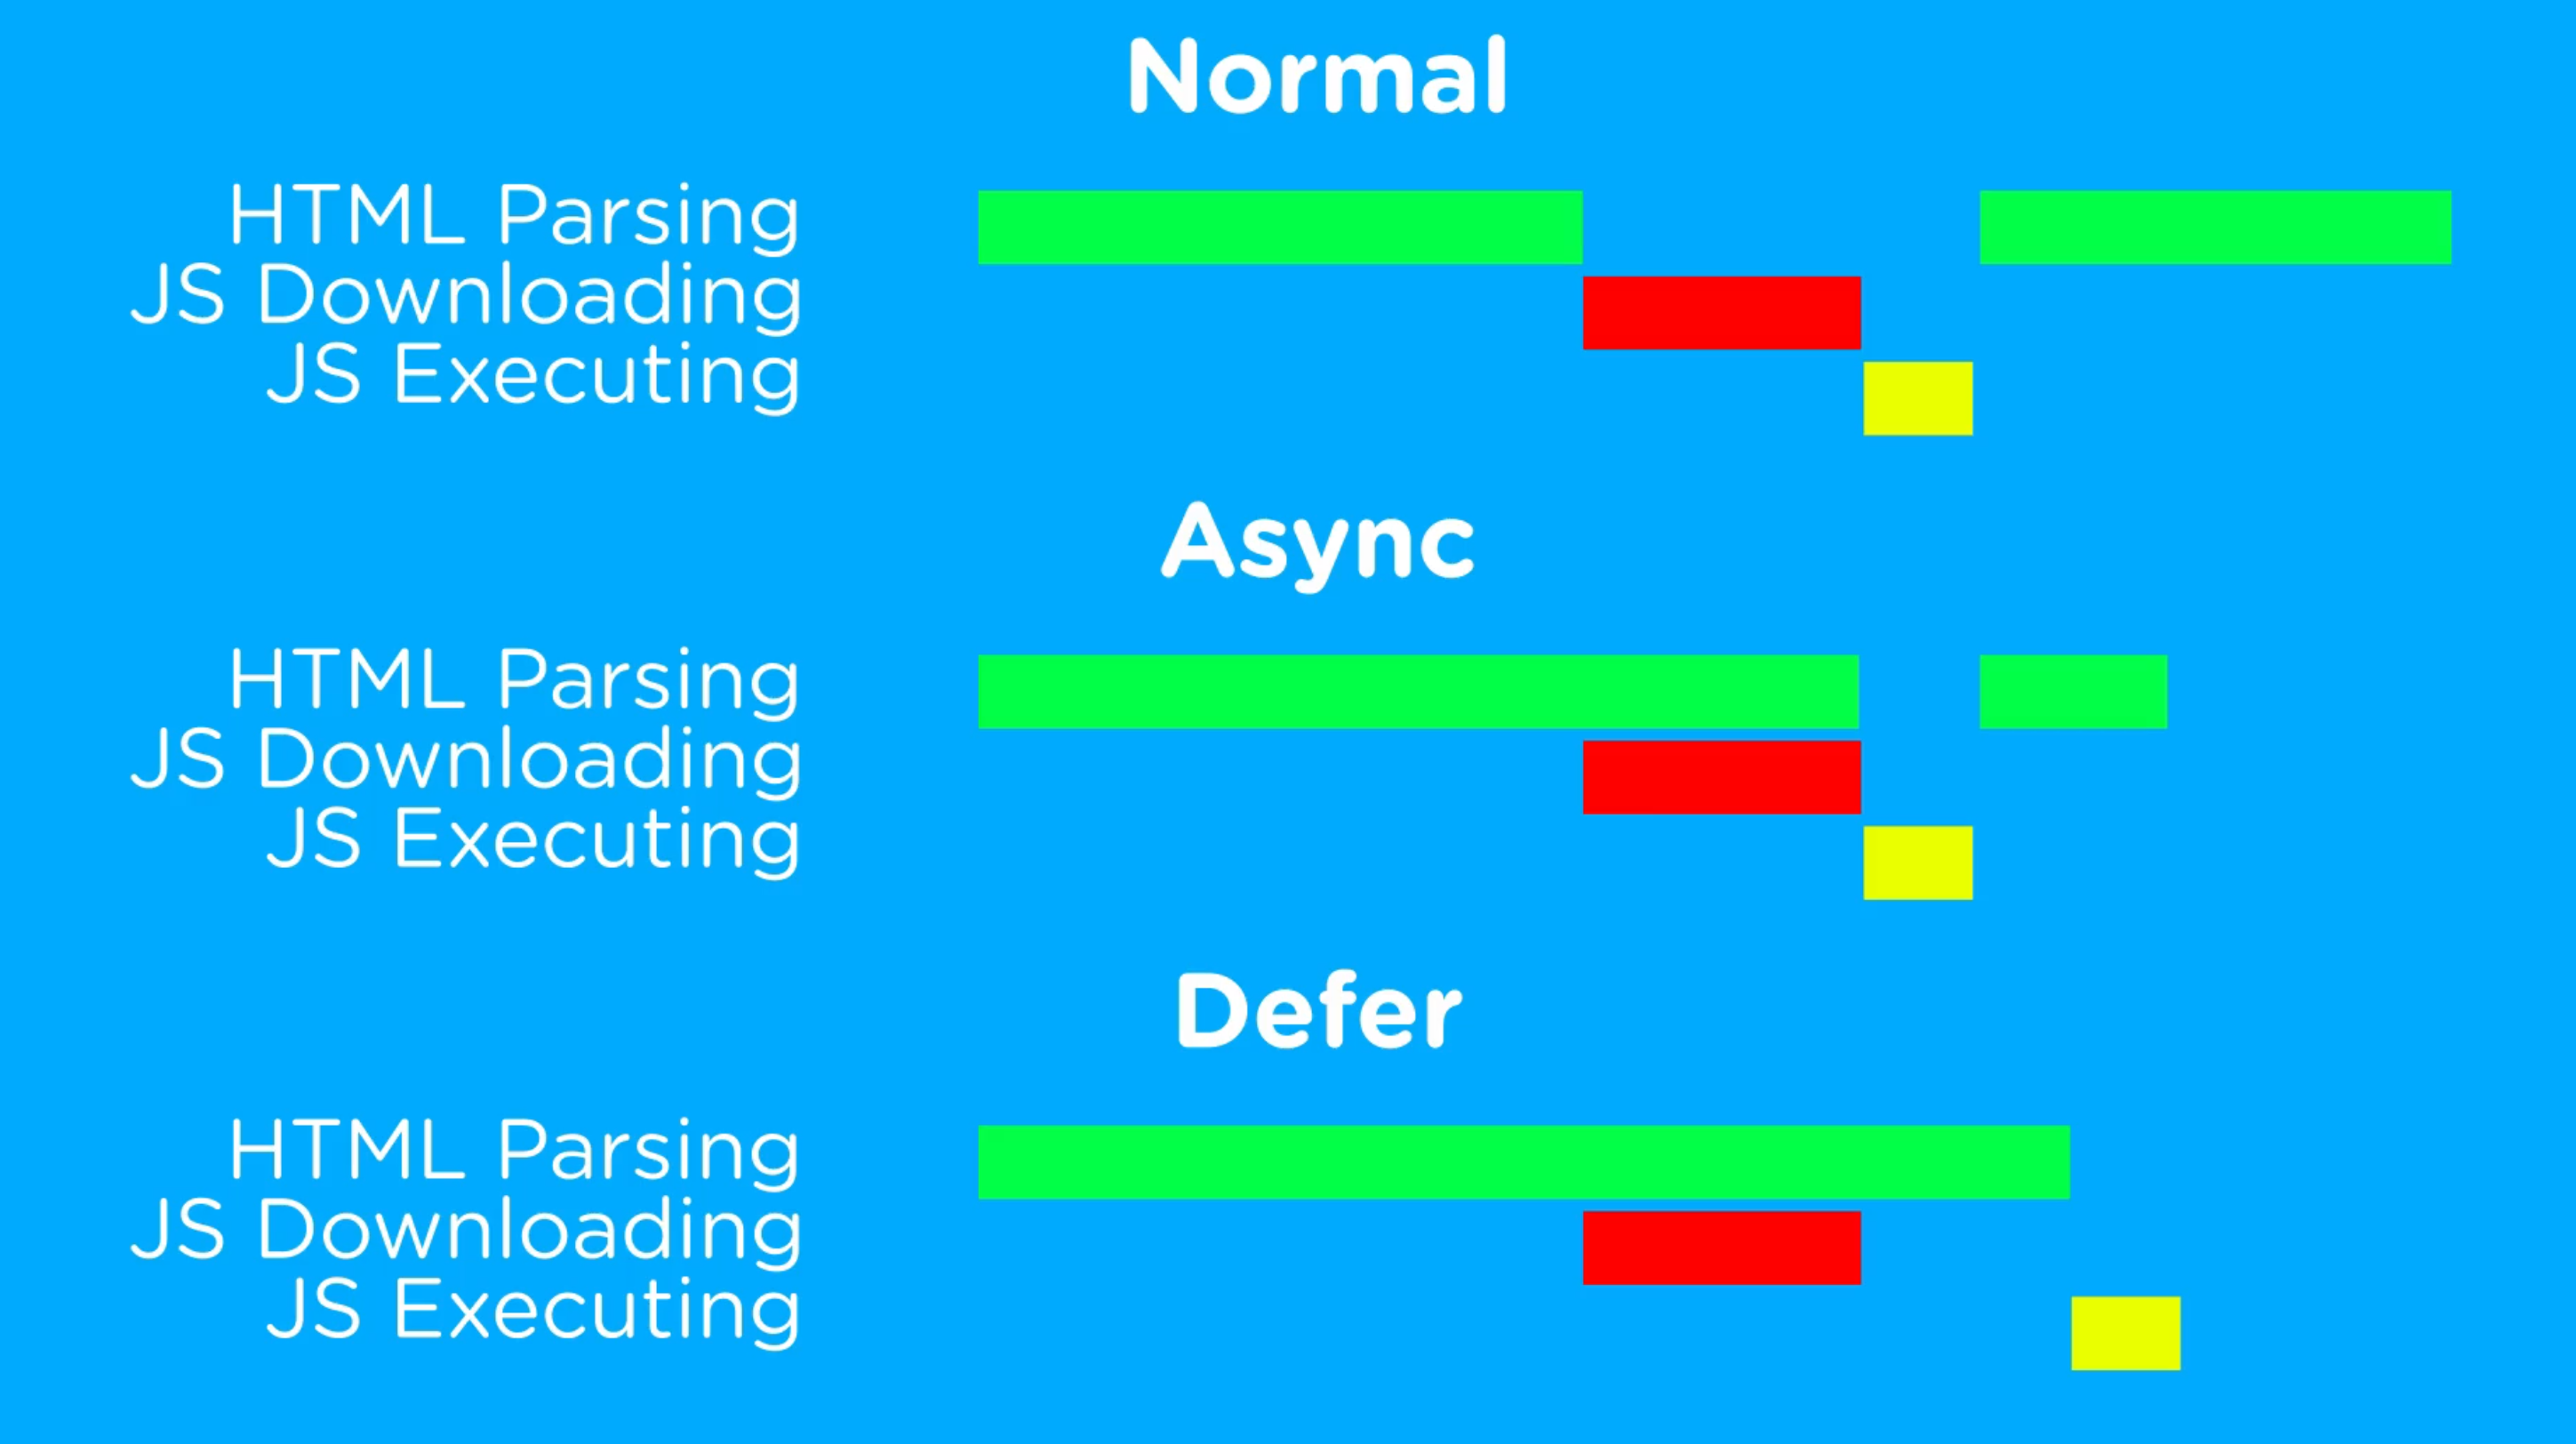 Normal
HTML Parsing
JS Downloading
JS Executing
Async
HTML Parsing
JS Downloading
JS Executing
Defer
HTML Parsing
JS Downloading
JS Executing